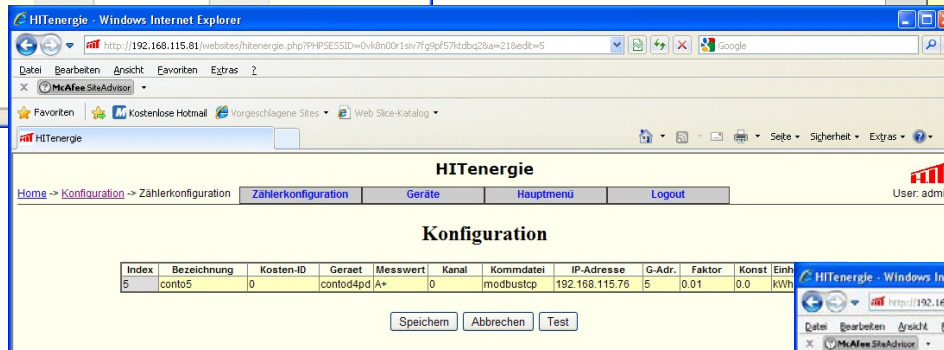 HITenergie - Windows Internet Explorer
http://192.168.115.81/websites/hitenergie.php?PHPSESSID=0vk8n00r1siv7fg9pf57ktdbq2&a=21&edit=5
Google
Datei Bearbeiten Ansicht Favoriten Extras ?
X McAfee SiteAdvisor
Favoriten Kostenlose Hotmail Vorgeschlagene Sites Web Slice-Katalog
HITenergie Seite Sicherheit Extras
HITenergie
Home -> Konfiguration -> Zählerkonfiguration Zählerkonfiguration Geräte Hauptmenü Logout User: admi
Konfiguration
Index Bezeichnung Kosten-ID Geraet Messwert Kanal Kommdatei IP-Adresse G-Adr. Faktor Konst Einh
5 conto5 0 contod4pd A+ 0 modbustcp 192.168.115.76 5 0.01 0.0 kWh
Speichern Abbrechen Test
HITenergie - Windows In
http://192.16
Datei Bearbeiten Ansicht
X McAfee SiteAdvisor